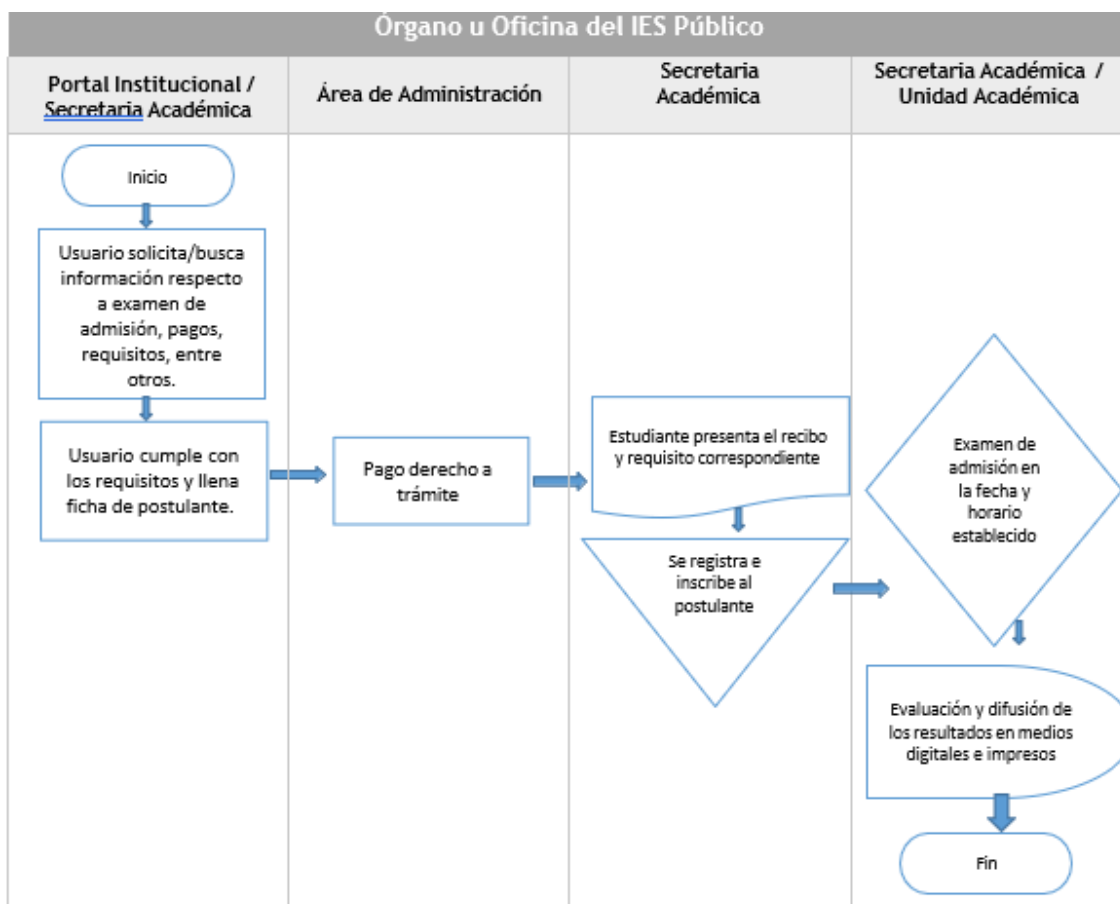 Órgano u Oficina del IES Público
Portal Institucional /
Secretaria Académica
Área de Administración
Secretaria
Académica
Secretaria Académica /
Unidad Académica
Inicio
Usuario solicita/busca
información respecto
a examen de
admisión, pagos,
requisitos, entre
otros.
Usuario cumple con
los requisitos y llena
ficha de postulante.
Pago derecho a
trámite
Estudiante presenta el recibo
y requisito correspondiente
Se registra e
inscribe al
postulante
Examen de
admisión en
la fecha y
horario
establecido
Evaluación y difusión de
los resultados en medios
digitales e impresos
Fin